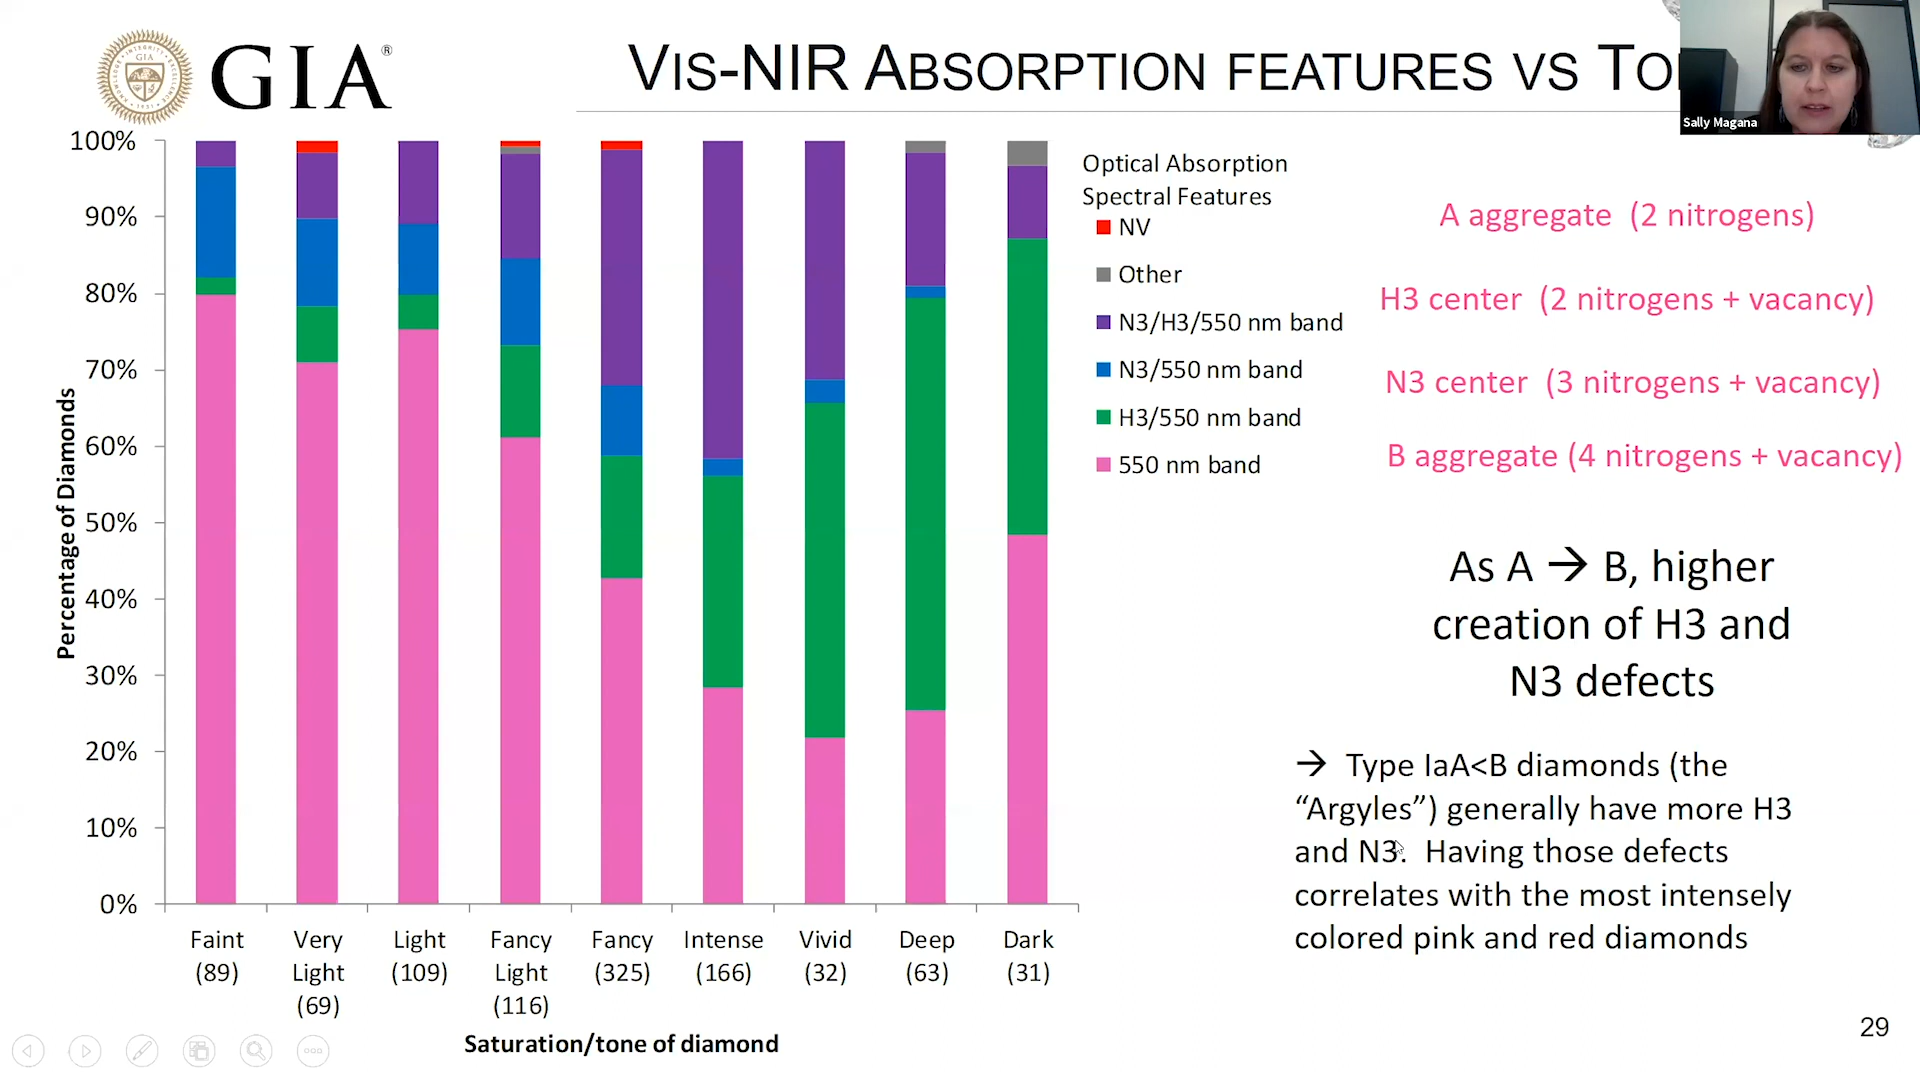 GIA®
VIS-NIR ABSORPTION FEATURES VS
Sally Magana
100%
90%
80%
70%
60%
50%
40%
30%
20%
10%
0%
Percentage of Diamonds
Faint
(89)
Very
Light
(69)
Light
(109)
Fancy
Light
(116)
Fancy
(325)
Intense
(166)
Vivid
(32)
Deep
(63)
Dark
(31)
Saturation/tone of diamond
Optical Absorption
Spectral Features
NV
Other
N3/H3/550 nm band
N3/550 nm band
H3/550 nm band
550 nm band
A aggregate (2 nitrogens)
H3 center (2 nitrogens + vacancy)
N3 center (3 nitrogens + vacancy)
B aggregate (4 nitrogens + vacancy)
As A → B, higher
creation of H3 and
N3 defects
→ Type IaA<B diamonds (the
“Argyles”) generally have more H3
and N3. Having those defects
correlates with the most intensely
colored pink and red diamonds
29